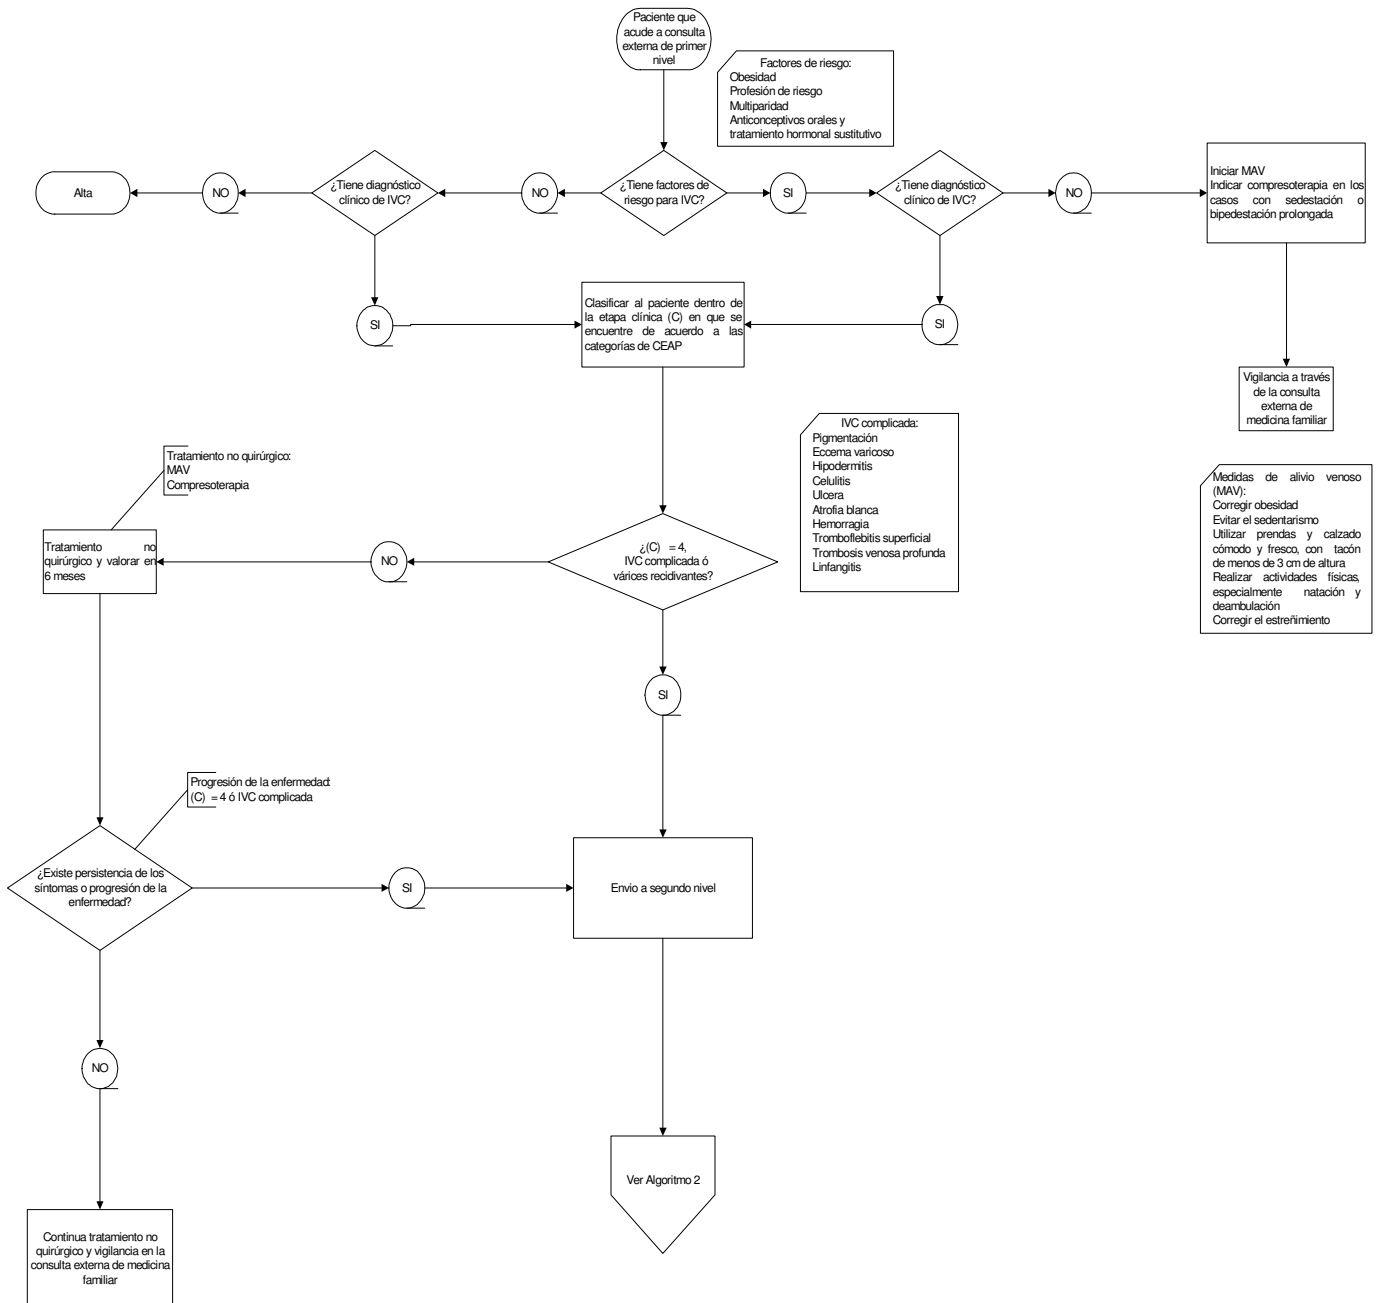 Paciente que
acude a consulta
externa de primer
nivel
Factores de riesgo:
Obesidad
Profesión de riesgo
Multiparidad
Anticonceptivos orales y
tratamiento hormonal sustitutivo
Alta
NO
¿Tiene diagnóstico
clínico de IVC?
NO
¿Tiene factores de
riesgo para IVC?
SI
¿Tiene diagnóstico
clínico de IVC?
NO
Iniciar MAV
Indicar compresoterapia en los
casos con sedestación o
bipedestación prolongada
SI
Clasificar al paciente dentro de
la etapa clínica (C) en que se
encuentre de acuerdo a las
categorías de CEAP
SI
Vigilancia a través
de la consulta
externa de
medicina familiar
IVC complicada:
Pigmentación
Eccema varicoso
Hipodermitis
Celulitis
Ulcera
Atrofia blanca
Hemorragia
Tromboflebitis superficial
Trombosis venosa profunda
Linfangitis
Tratamiento no quirúrgico:
MAV
Compresoterapia
Medidas de alivio venoso
(MAV):
Corregir obesidad
Evitar el sedentarismo
Utilizar prendas y calzado
cómodo y fresco, con tacón
de menos de 3 cm de altura
Realizar actividades físicas,
especialmente natación y
deambulación
Corregir el estreñimiento
Tratamiento no
quirúrgico y valorar en
6 meses
NO
¿(C) = 4,
IVC complicada ó
várices recidivantes?
SI
Progresión de la enfermedad:
(C) = 4 ó IVC complicada
¿Existe persistencia de los
síntomas o progresión de la
enfermedad?
SI
Envio a segundo nivel
NO
Ver Algoritmo 2
Continua tratamiento no
quirúrgico y vigilancia en la
consulta externa de medicina
familiar